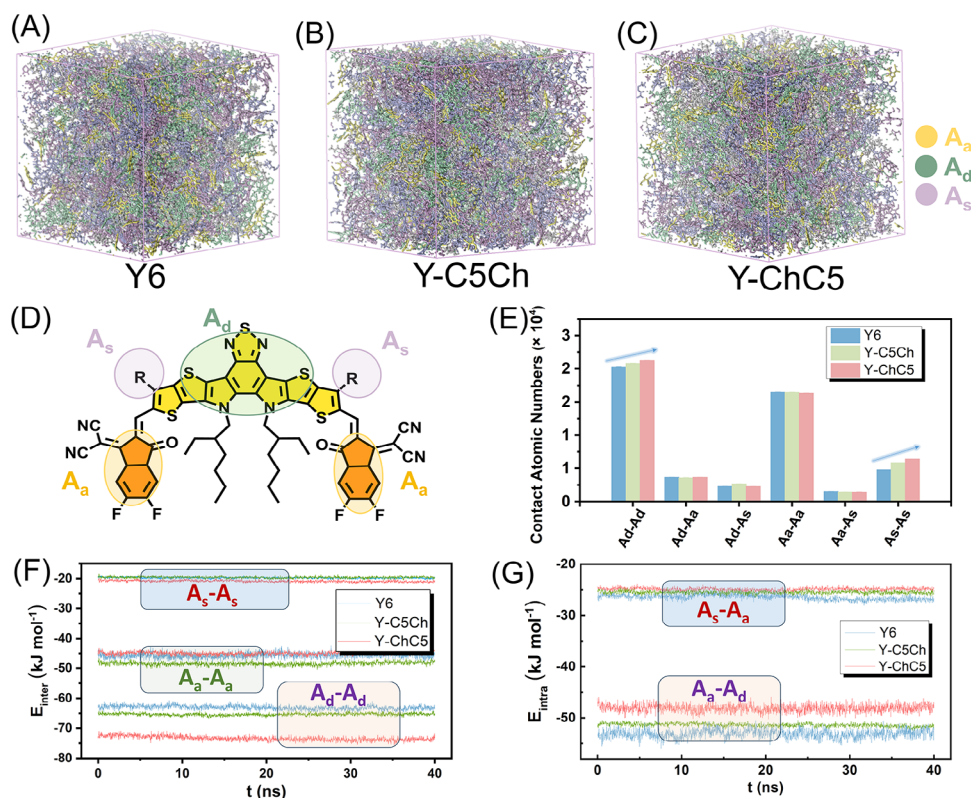 (A)
(B)
(C)
Aa
Ad
As
Y6
Y-C5Ch
Y-ChC5
(D)
As
Ad
As
S
N
N
R
S
S
R
S
N
N
S
NC
CN
O
O
NC
CN
Aa
Aa
F
F
F
F
(E)
Contact Atomic Numbers (× 10⁴)
3
2
2
1
0
Y6
Y-C5Ch
Y-ChC5
Ad-Ad
Ad-Aa
Ad-As
Aa-Aa
Aa-As
As-As
(F)
Einter (kJ mol⁻¹)
-20
-30
-40
-50
-60
-70
-80
As-As
Aa-Aa
Ad-Ad
Y6
Y-C5Ch
Y-ChC5
0
10
20
30
40
t (ns)
(G)
Eintra (kJ mol⁻¹)
-20
-25
-30
-45
-50
As-Aa
Aa-Ad
Y6
Y-C5Ch
Y-ChC5
0
10
20
30
40
t (ns)